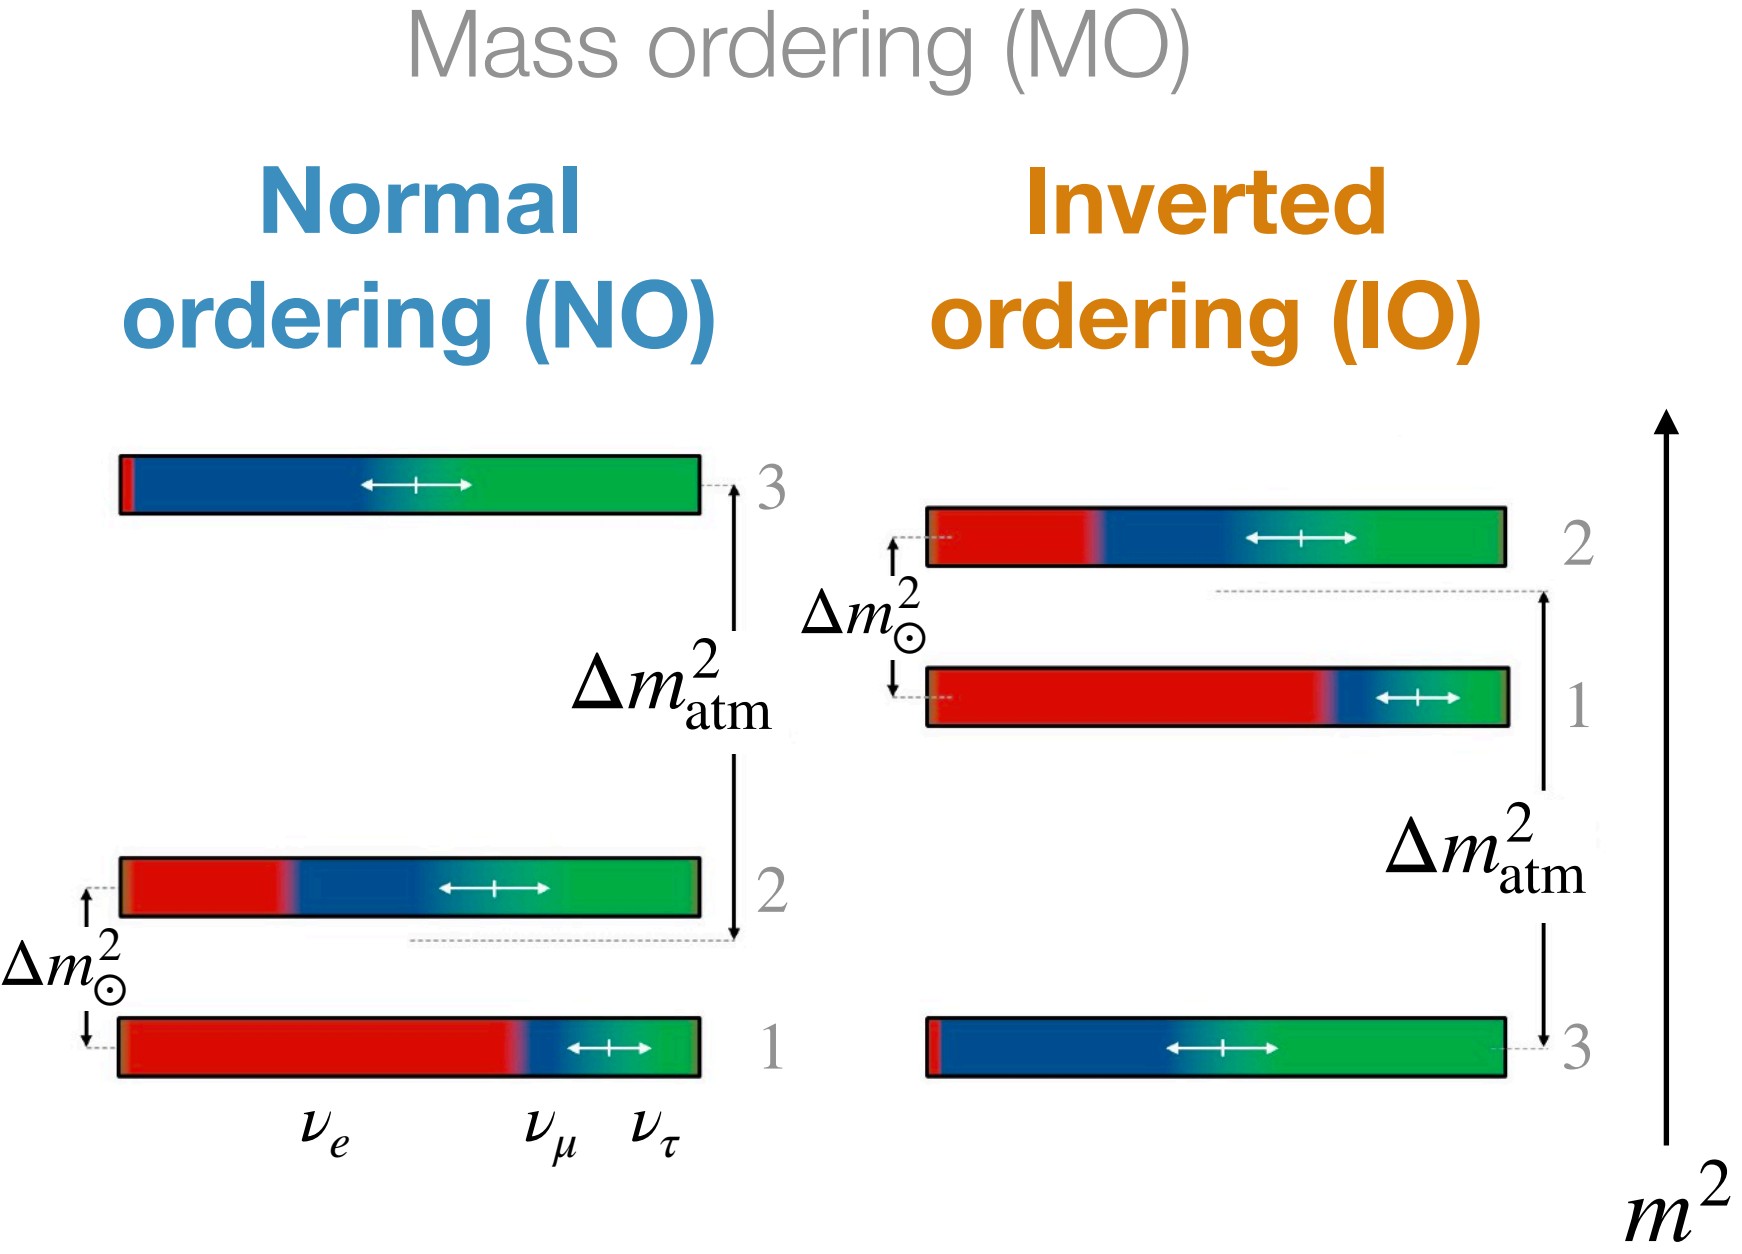 Mass ordering (MO)
Normal
ordering (NO)
Inverted
ordering (IO)
3
Δm²atm
2
Δm²⊙
1
νe νμ ντ
2
Δm²⊙
1
Δm²atm
3
m²